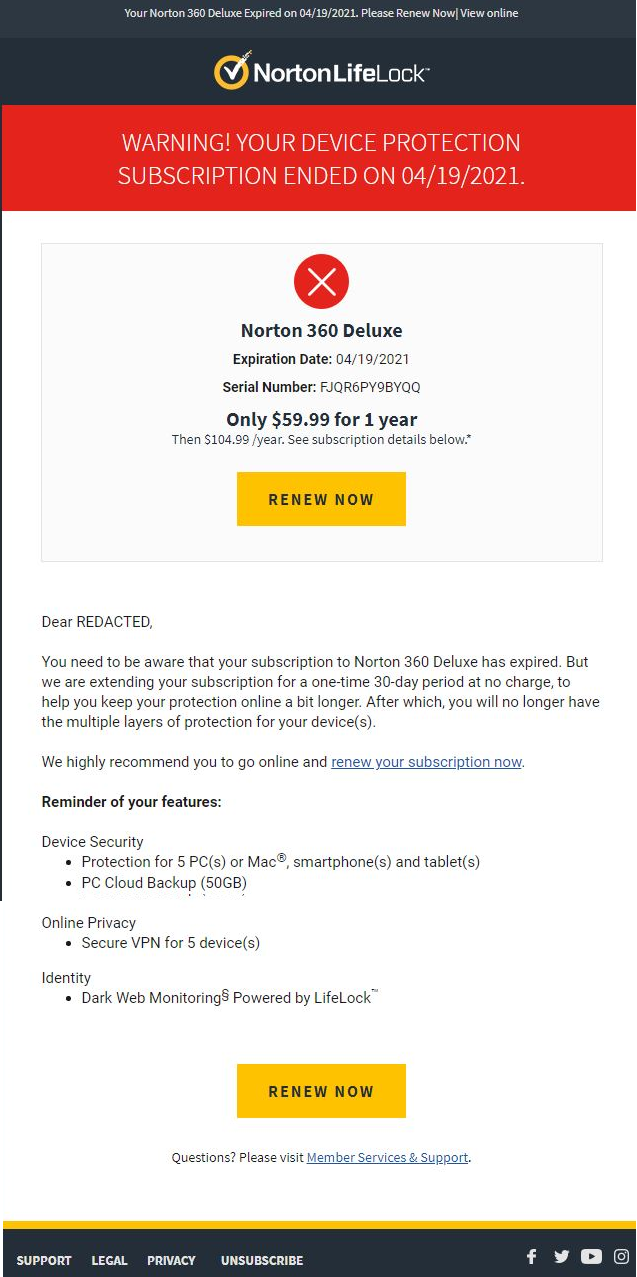 Your Norton 360 Deluxe Expired on 04/19/2021. Please Renew Now| View online
NortonLifeLock™
WARNING! YOUR DEVICE PROTECTION
SUBSCRIPTION ENDED ON 04/19/2021.
Norton 360 Deluxe
Expiration Date: 04/19/2021
Serial Number: FJQR6PY9BYQQ
Only $59.99 for 1 year
Then $104.99 /year. See subscription details below.*
RENEW NOW
Dear REDACTED,
You need to be aware that your subscription to Norton 360 Deluxe has expired. But
we are extending your subscription for a one-time 30-day period at no charge, to
help you keep your protection online a bit longer. After which, you will no longer have
the multiple layers of protection for your device(s).
We highly recommend you to go online and renew your subscription now.
Reminder of your features:
Device Security
• Protection for 5 PC(s) or Mac®, smartphone(s) and tablet(s)
• PC Cloud Backup (50GB)
Online Privacy
• Secure VPN for 5 device(s)
Identity
• Dark Web Monitoring§ Powered by LifeLock™
RENEW NOW
Questions? Please visit Member Services & Support.
SUPPORT LEGAL PRIVACY UNSUBSCRIBE